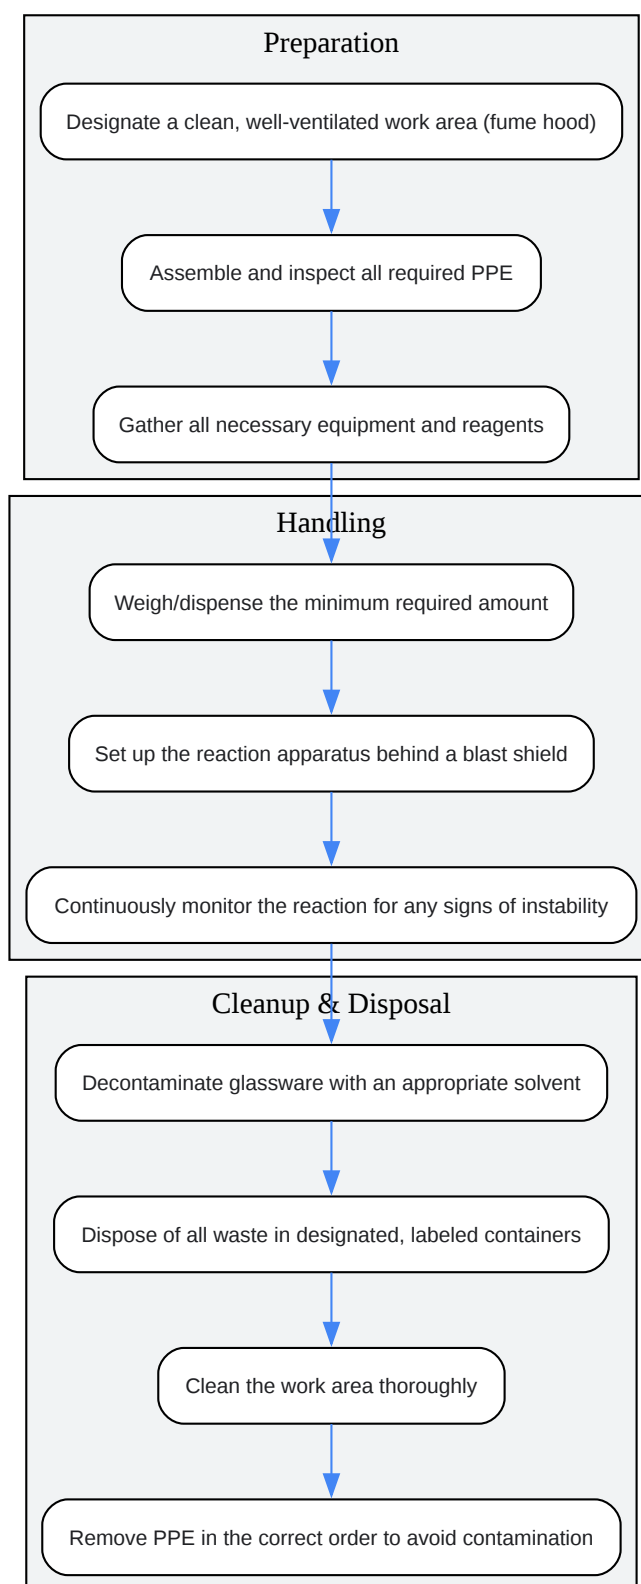 Preparation
Designate a clean, well-ventilated work area (fume hood)
Assemble and inspect all required PPE
Gather all necessary equipment and reagents
Handling
Weigh/dispense the minimum required amount
Set up the reaction apparatus behind a blast shield
Continuously monitor the reaction for any signs of instability
Cleanup & Disposal
Decontaminate glassware with an appropriate solvent
Dispose of all waste in designated, labeled containers
Clean the work area thoroughly
Remove PPE in the correct order to avoid contamination